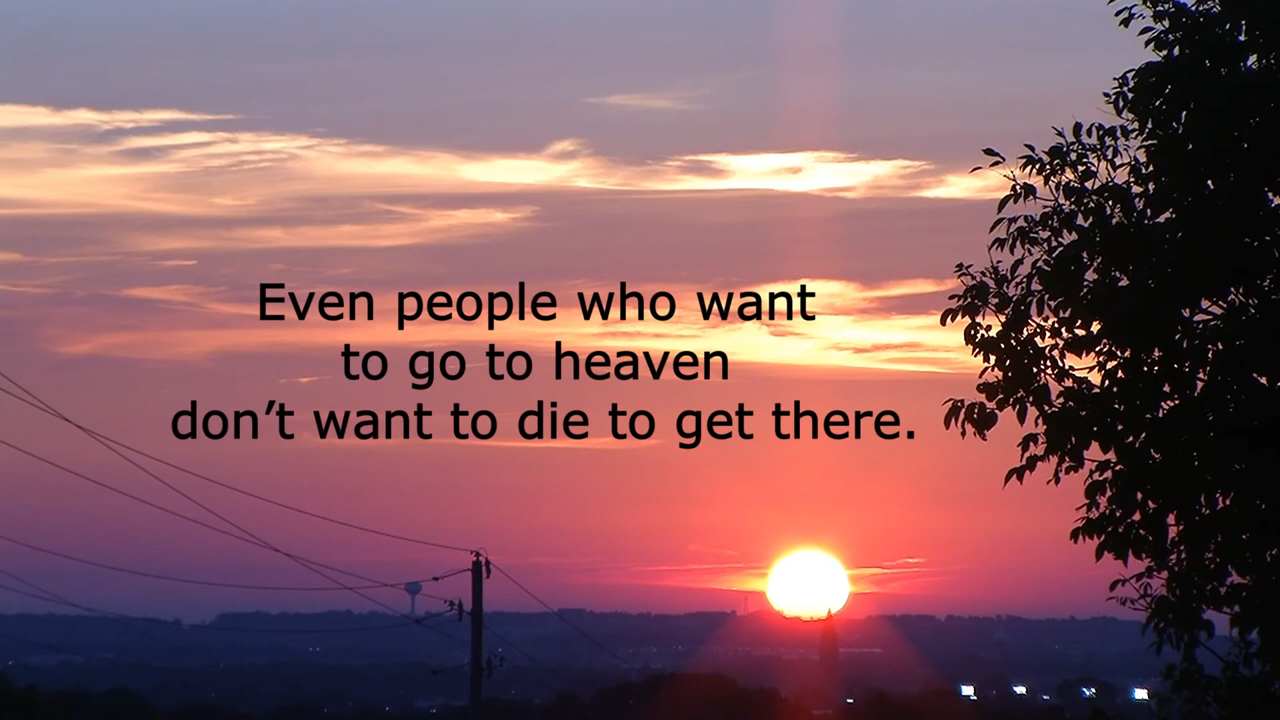 Even people who want
to go to heaven
don’t want to die to get there.